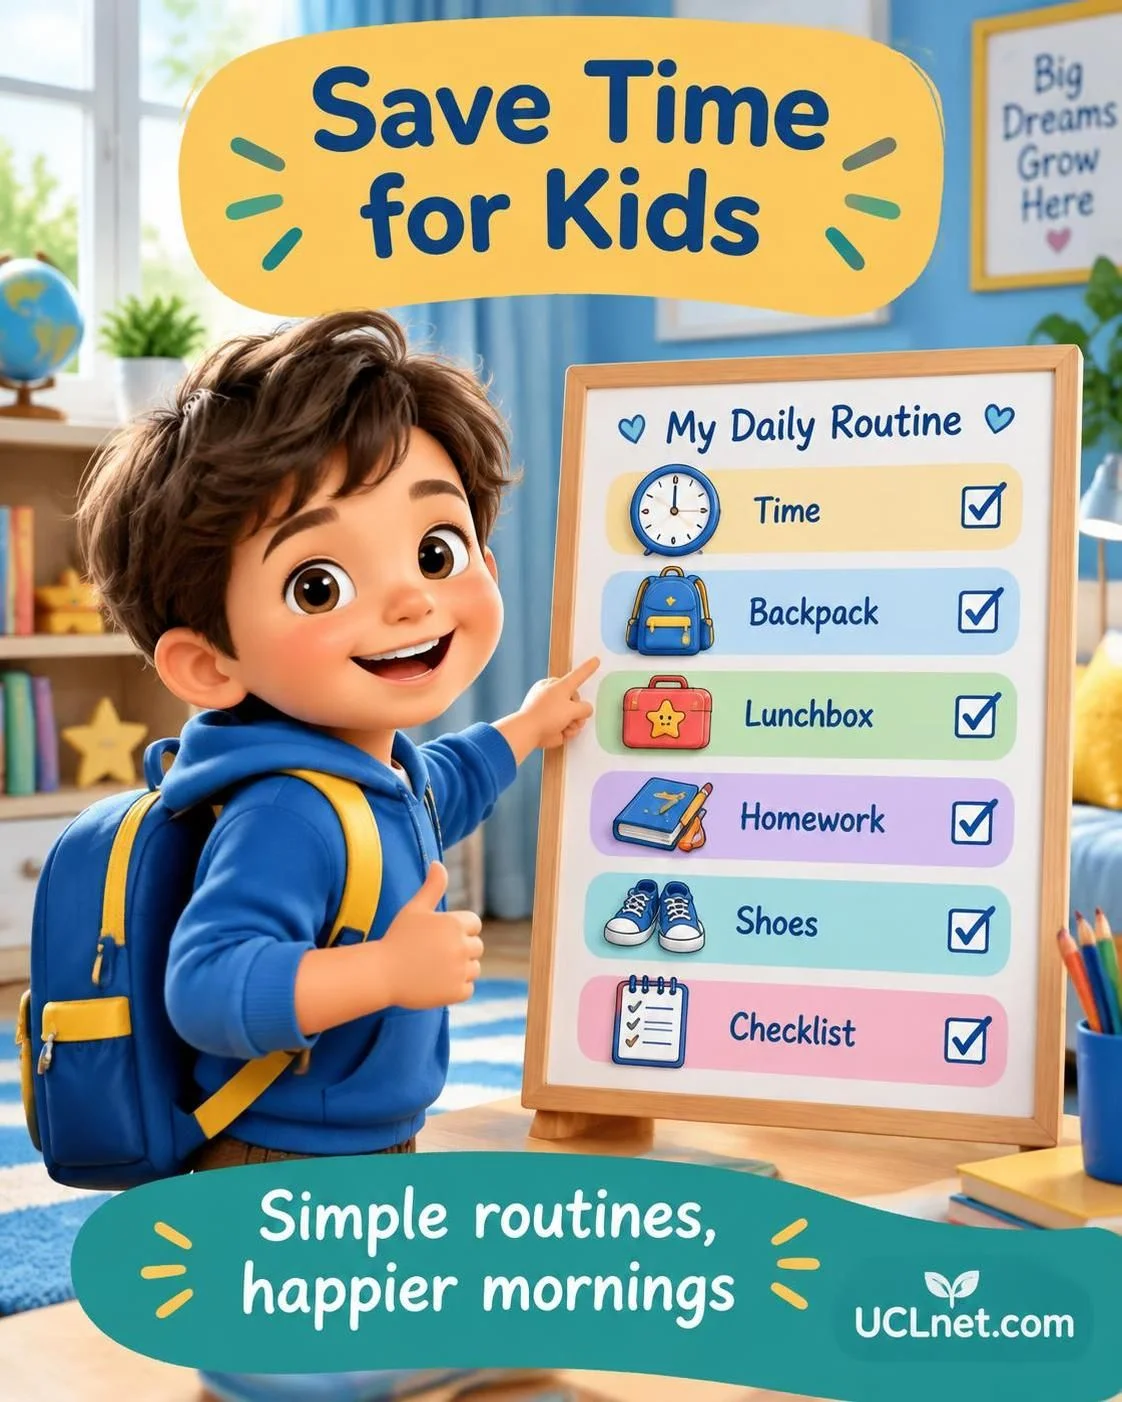 Save Time
for Kids
Big
Dreams
Grow
Here
My Daily Routine
Time
Backpack
Lunchbox
Homework
Shoes
Checklist
Simple routines,
happier mornings
UCLnet.com